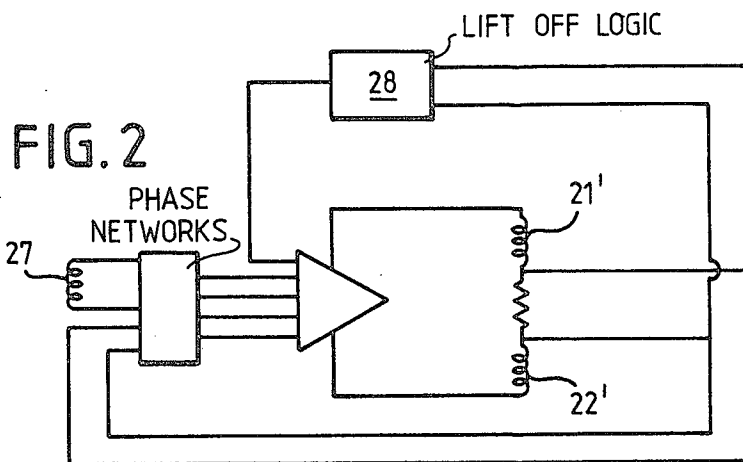 LIFT OFF LOGIC
28
FIG. 2
21'
PHASE
NETWORKS
27
22'